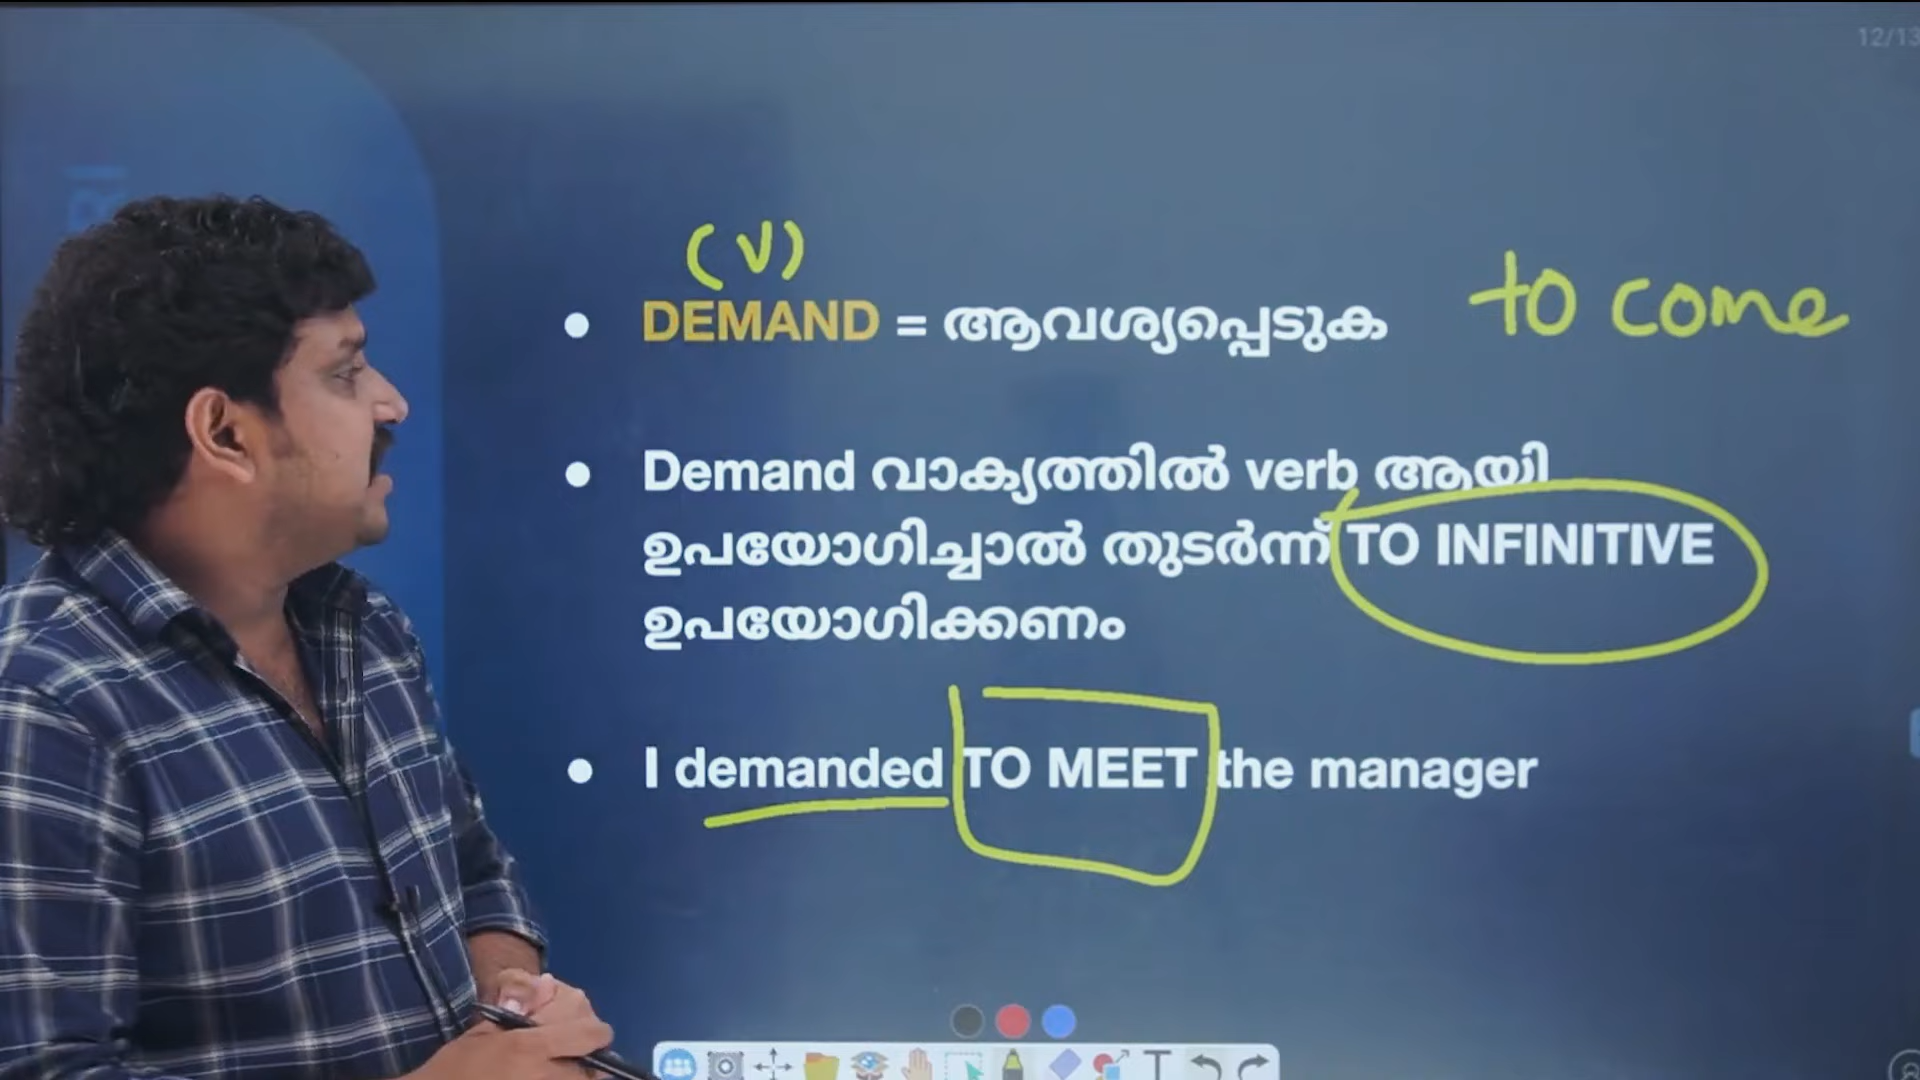 12/13
(V)
DEMAND = ആവശ്യപ്പെടുക
to come
Demand വാക്യത്തിൽ verb ആയി
ഉപയോഗിച്ചാൽ തുടർന്ന് TO INFINITIVE
ഉപയോഗിക്കണം
I demanded TO MEET the manager